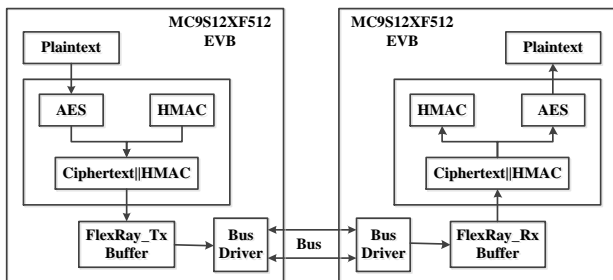 MC9S12XF512
EVB
Plaintext
AES
HMAC
Ciphertext||HMAC
FlexRay_Tx
Buffer
Bus
Driver
Bus
MC9S12XF512
EVB
Plaintext
HMAC
AES
Ciphertext||HMAC
Bus
Driver
FlexRay_Rx
Buffer